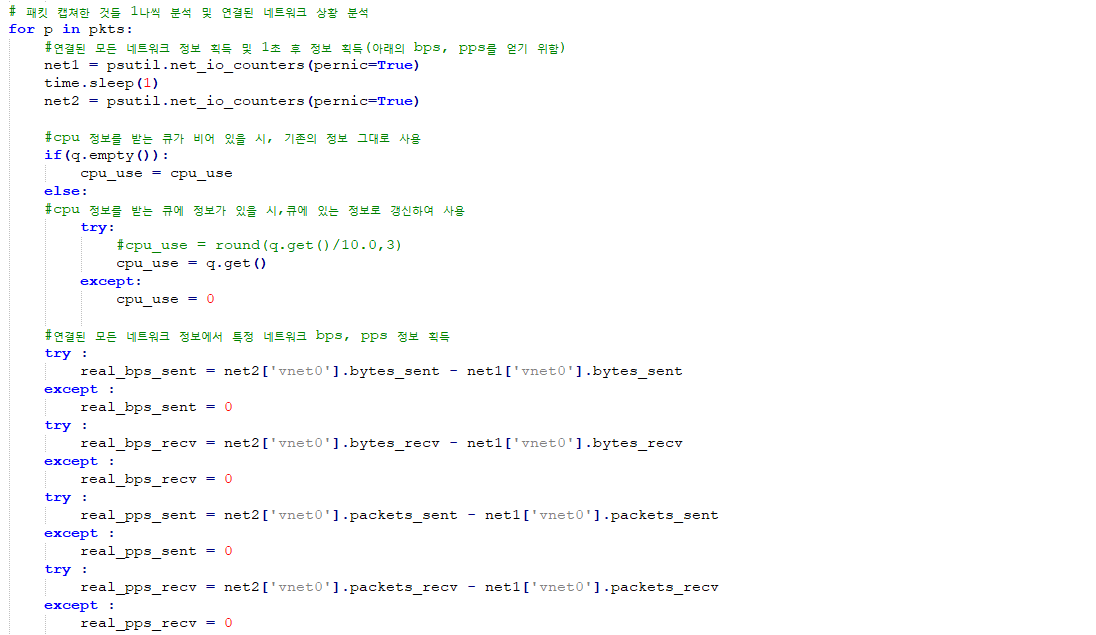 # 패킷 캡쳐한 것들 1나씩 분석 및 연결된 네트워크 상황 분석
for p in pkts:
#연결된 모든 네트워크 정보 획득 및 1초 후 정보 획득(아래의 bps, pps를 얻기 위함)
net1 = psutil.net_io_counters(pernic=True)
time.sleep(1)
net2 = psutil.net_io_counters(pernic=True)
#cpu 정보를 받는 큐가 비어 있을 시, 기존의 정보 그대로 사용
if(q.empty()):
cpu_use = cpu_use
else:
#cpu 정보를 받는 큐에 정보가 있을 시,큐에 있는 정보로 갱신하여 사용
try:
#cpu_use = round(q.get()/10.0,3)
cpu_use = q.get()
except:
cpu_use = 0
#연결된 모든 네트워크 정보에서 특정 네트워크 bps, pps 정보 획득
try :
real_bps_sent = net2['vnet0'].bytes_sent - net1['vnet0'].bytes_sent
except :
real_bps_sent = 0
try :
real_bps_recv = net2['vnet0'].bytes_recv - net1['vnet0'].bytes_recv
except :
real_bps_recv = 0
try :
real_pps_sent = net2['vnet0'].packets_sent - net1['vnet0'].packets_sent
except :
real_pps_sent = 0
try :
real_pps_recv = net2['vnet0'].packets_recv - net1['vnet0'].packets_recv
except :
real_pps_recv = 0